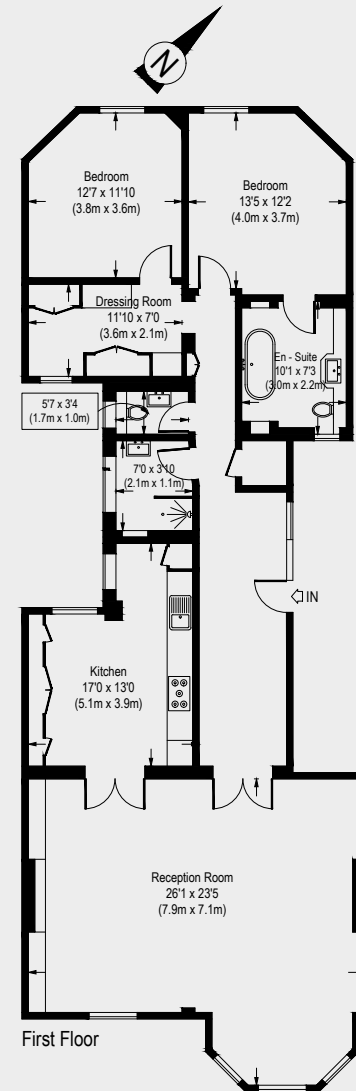 N
Bedroom
12'7 x 11'10
(3.8m x 3.6m)
Bedroom
13'5 x 12'2
(4.0m x 3.7m)
Dressing Room
11'10 x 7'0
(3.6m x 2.1m)
En - Suite
10'1 x 7'3
(3.0m x 2.2m)
5'7 x 3'4
(1.7m x 1.0m)
7'0 x 3'10
(2.1m x 1.1m)
IN
Kitchen
17'0 x 13'0
(5.1m x 3.9m)
Reception Room
26'1 x 23'5
(7.9m x 7.1m)
First Floor